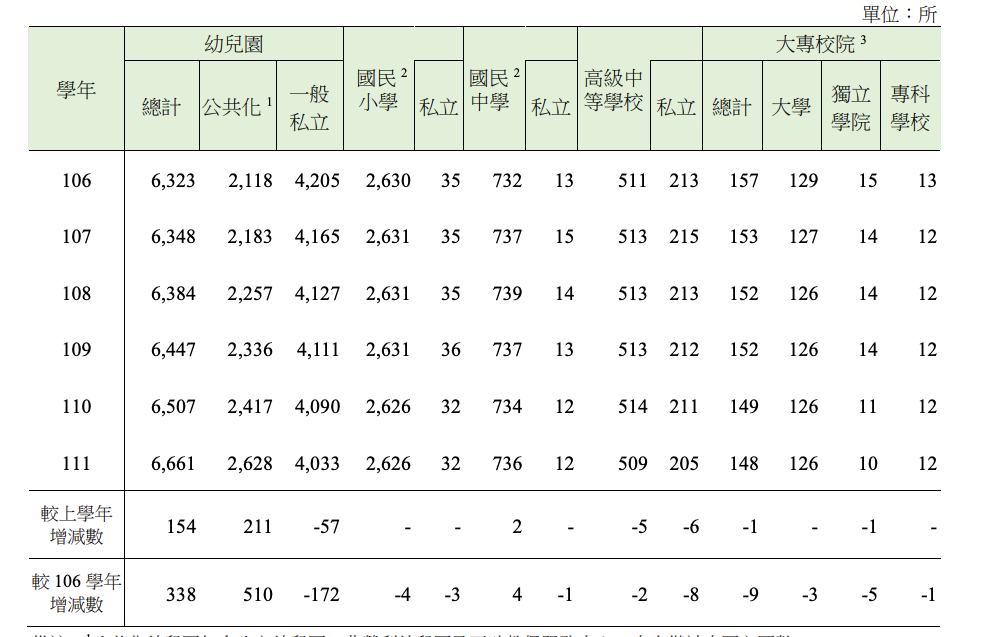 單位：所
學年 幼兒園 國民小學 2 國民中學 2 高級中等學校 大專校院 3
總計 公共化 1 一般私立 私立 私立 私立 總計 大學 獨立學院 專科學校
106 6,323 2,118 4,205 2,630 35 732 13 511 213 157 129 15 13
107 6,348 2,183 4,165 2,631 35 737 15 513 215 153 127 14 12
108 6,384 2,257 4,127 2,631 35 739 14 513 213 152 126 14 12
109 6,447 2,336 4,111 2,631 36 737 13 513 212 152 126 14 12
110 6,507 2,417 4,090 2,626 32 734 12 514 211 149 126 11 12
111 6,661 2,628 4,033 2,626 32 736 12 509 205 148 126 10 12
較上學年增減數 154 211 -57 - - 2 - -5 -6 -1 - -1 -
較 106 學年增減數 338 510 -172 -4 -3 4 -1 -2 -8 -9 -3 -5 -1